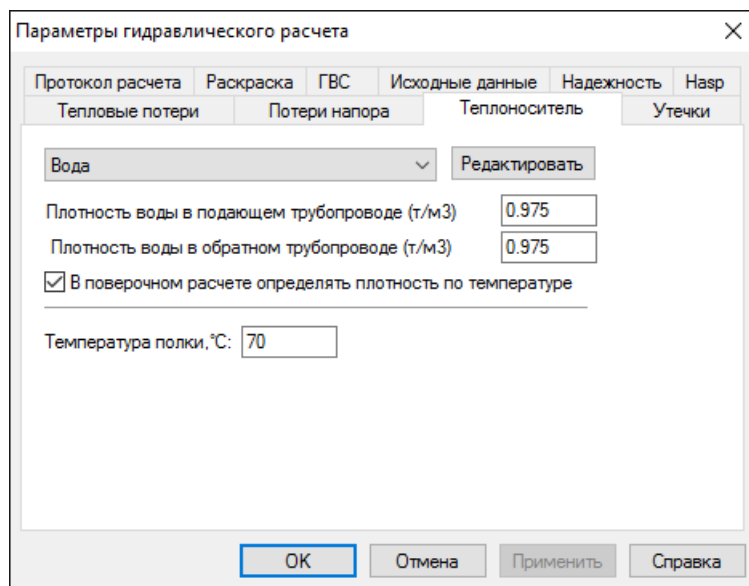 Параметры гидравлического расчета
Протокол расчета Раскраска ГВС Исходные данные Надежность Hasp
Тепловые потери Потери напора Теплоноситель Утечки
Вода Редактировать
Плотность воды в подающем трубопроводе (т/м3) 0.975
Плотность воды в обратном трубопроводе (т/м3) 0.975
В поверочном расчете определять плотность по температуре
Температура полки,°C: 70
OK Отмена Применить Справка